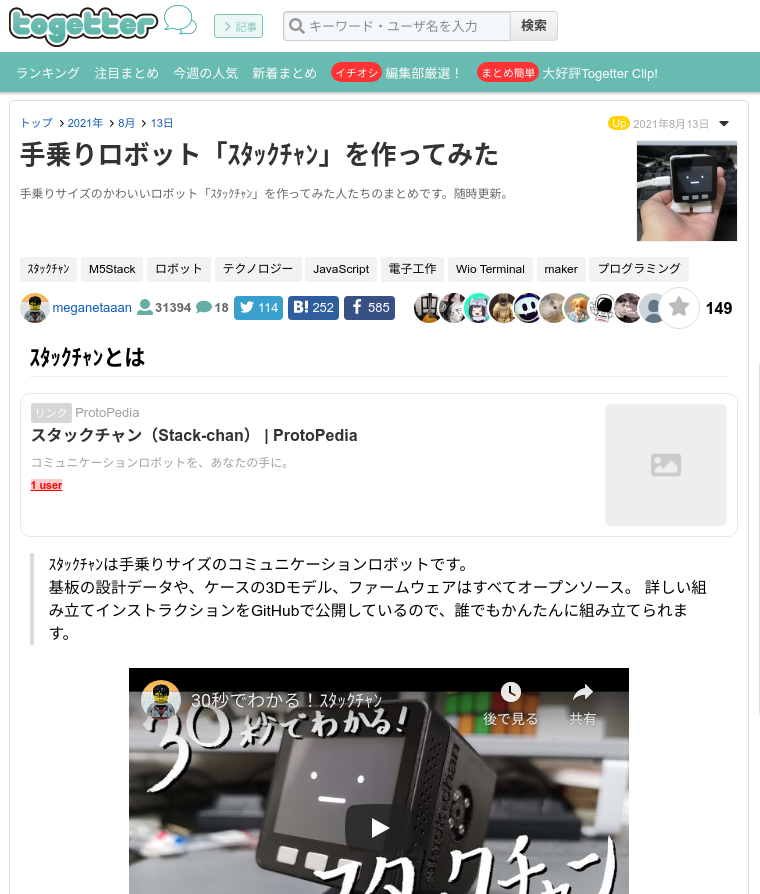 togetter
記事
キーワード・ユーザ名を入力
検索
ランキング 注目まとめ 今週の人気 新着まとめ イチオシ 編集部厳選！ まとめ簡単 大好評Togetter Clip!
トップ 2021年 8月 13日
Up 2021年8月13日
手乗りロボット「ｽﾀｯｸﾁｬﾝ」を作ってみた
手乗りサイズのかわいいロボット「ｽﾀｯｸﾁｬﾝ」を作ってみた人たちのまとめです。随時更新。
ｽﾀｯｸﾁｬﾝ M5Stack ロボット テクノロジー JavaScript 電子工作 Wio Terminal maker プログラミング
meganetaaan 31394 18 114 B! 252 585 149
ｽﾀｯｸﾁｬﾝとは
リンク ProtoPedia
スタックチャン（Stack-chan） | ProtoPedia
コミュニケーションロボットを、あなたの手に。
1 user
ｽﾀｯｸﾁｬﾝは手乗りサイズのコミュニケーションロボットです。
基板の設計データや、ケースの3Dモデル、ファームウェアはすべてオープンソース。 詳しい組
み立てインストラクションをGitHubで公開しているので、誰でもかんたんに組み立てられま
す。
30秒でわかる！ｽﾀｯｸﾁｬﾝ
後で見る 共有
30秒でわかる!
スタックチャン